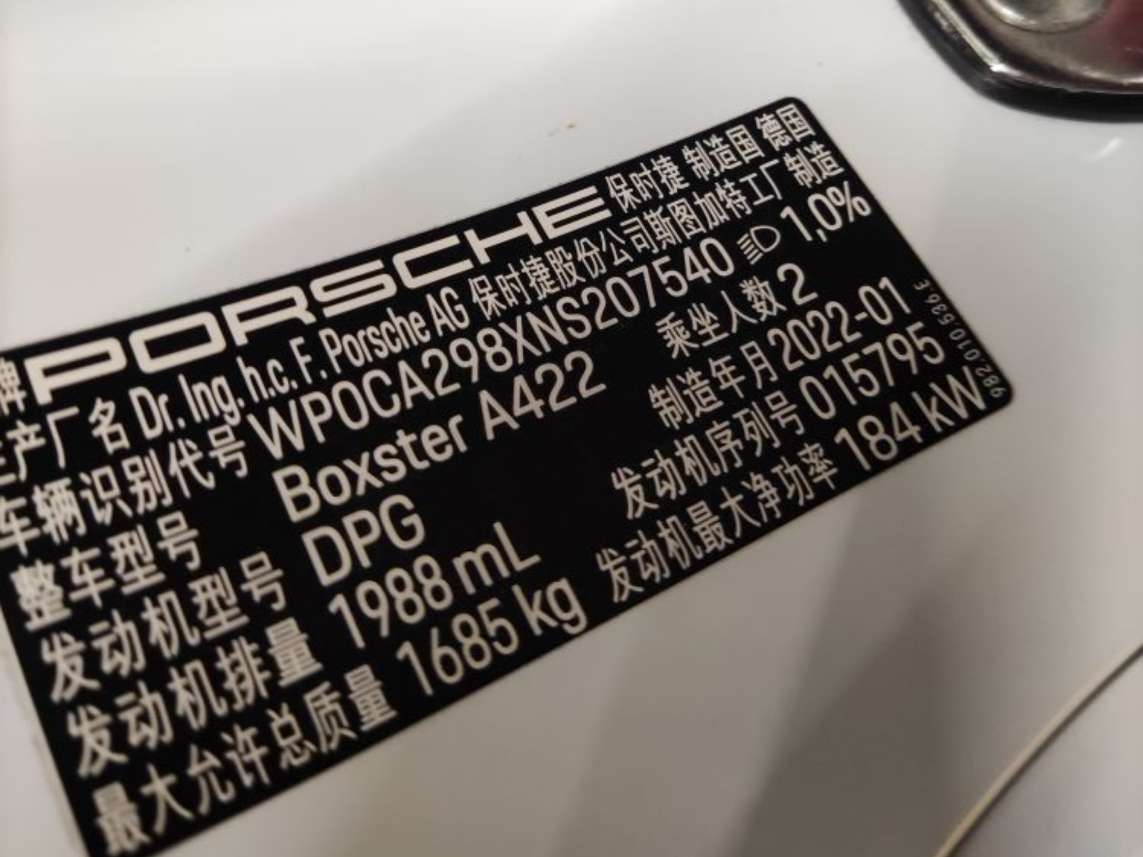 牌 PORSCHE 保时捷 制造国 德国
生产厂名 Dr. Ing. h.c. F. Porsche AG 保时捷股份公司斯图加特工厂制造
车辆识别代号 WP0CA298XNS207540 1,0%
整车型号 Boxster A422 乘坐人数 2
发动机型号 DPG 制造年月 2022-01
发动机排量 1988 mL 发动机序列号 015795
最大允许总质量 1685 kg 发动机最大净功率 184 kW
982.010.536.E